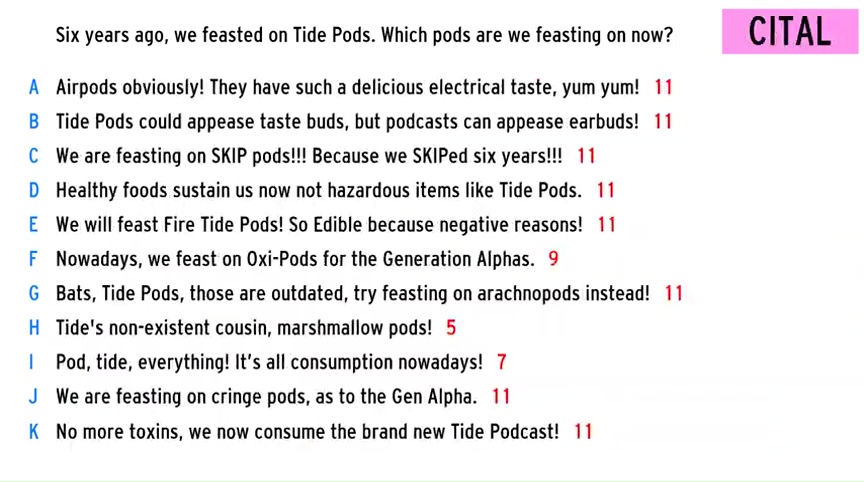 Six years ago, we feasted on Tide Pods. Which pods are we feasting on now?
CITAL
A Airpods obviously! They have such a delicious electrical taste, yum yum! 11
B Tide Pods could appease taste buds, but podcasts can appease earbuds! 11
C We are feasting on SKIP pods!!! Because we SKIPed six years!!! 11
D Healthy foods sustain us now not hazardous items like Tide Pods. 11
E We will feast Fire Tide Pods! So Edible because negative reasons! 11
F Nowadays, we feast on Oxi-Pods for the Generation Alphas. 9
G Bats, Tide Pods, those are outdated, try feasting on arachnopods instead! 11
H Tide's non-existent cousin, marshmallow pods! 5
I Pod, tide, everything! It's all consumption nowadays! 7
J We are feasting on cringe pods, as to the Gen Alpha. 11
K No more toxins, we now consume the brand new Tide Podcast! 11